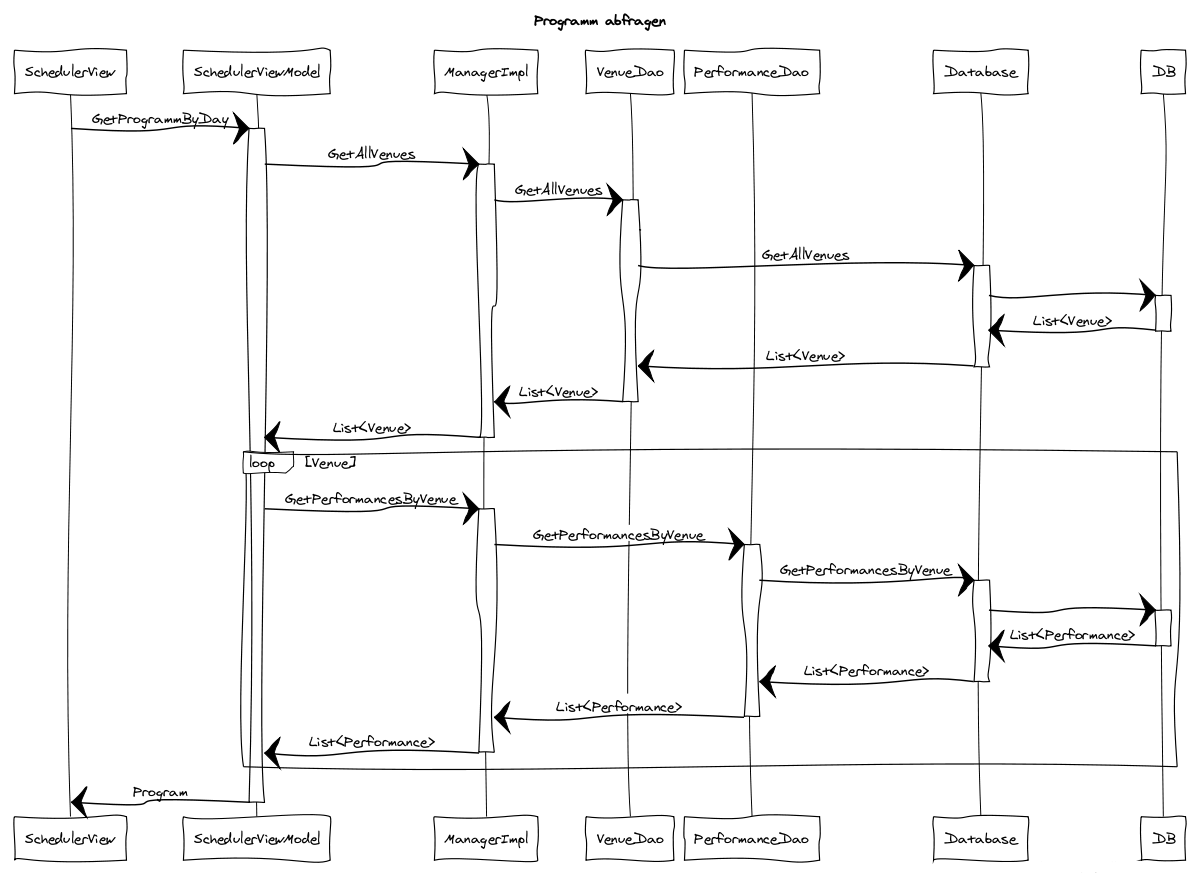 Programm abfragen
SchedulerView
SchedulerViewModel
ManagerImpl
VenueDao
PerformanceDao
Database
DB
GetProgrammByDay
GetAllVenues
GetAllVenues
GetAllVenues
List<Venue>
List<Venue>
List<Venue>
List<Venue>
loop [Venue]
GetPerformancesByVenue
GetPerformancesByVenue
GetPerformancesByVenue
List<Performance>
List<Performance>
List<Performance>
List<Performance>
Program
SchedulerView
SchedulerViewModel
ManagerImpl
VenueDao
PerformanceDao
Database
DB